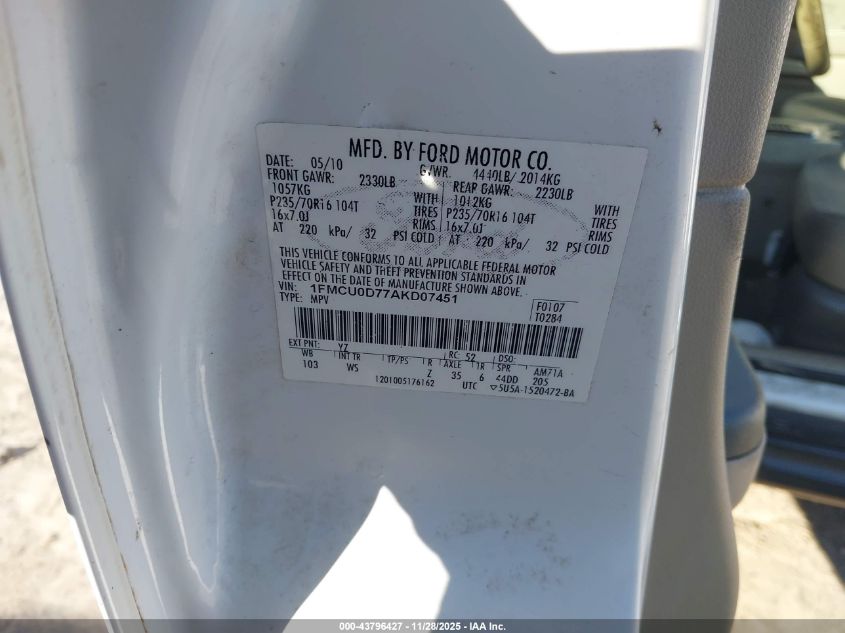 MFD. BY FORD MOTOR CO.
DATE: 05/10 GVWR. 4440LB/ 2014KG
FRONT GAWR: 2330LB REAR GAWR: 2230LB
1057KG WITH 1012KG WITH
P235/70R16 104T TIRES P235/70R16 104T TIRES
16x7.0J RIMS 16x7.0J RIMS
AT 220 kPa/ 32 PSI COLD AT 220 kPa/ 32 PSI COLD
THIS VEHICLE CONFORMS TO ALL APPLICABLE FEDERAL MOTOR
VEHICLE SAFETY AND THEFT PREVENTION STANDARDS IN
EFFECT ON THE DATE OF MANUFACTURE SHOWN ABOVE.
VIN: 1FMCU0D77AKD07451
TYPE: MPV
F0107
T0284
EXT PNT: YZ RC: 52 DSO:
WB INT TR TP/PS R AXLE TR SPR AM71A
103 WS Z 35 6 44DD 205
1201005176162 UTC ▽5U5A-1520472-BA
000-43796427 - 11/28/2025 - IAA Inc.